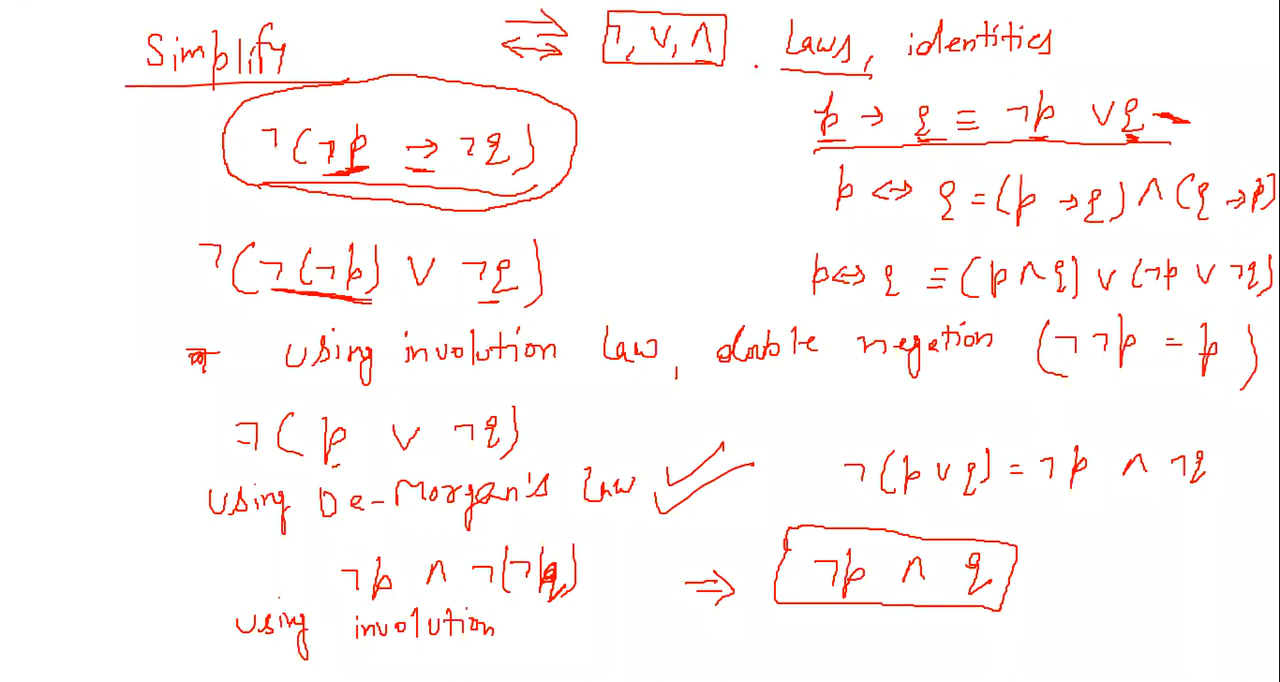 Simplify ⇄ ¬, ∨, ∧ . Laws, identities
¬(¬p → ¬q)
p → q ≡ ¬p ∨ q
p ⇔ q = (p → q) ∧ (q → p)
¬(¬(¬p) ∨ ¬q)
p ⇔ q ≡ (p ∧ q) ∨ (¬p ∨ ¬q)
using involution law, double negation (¬¬p = p)
¬(p ∨ ¬q)
using De-Morgan's law ✓
¬(p ∨ q) = ¬p ∧ ¬q
¬p ∧ ¬(¬q) ⇒ ¬p ∧ q
using involution